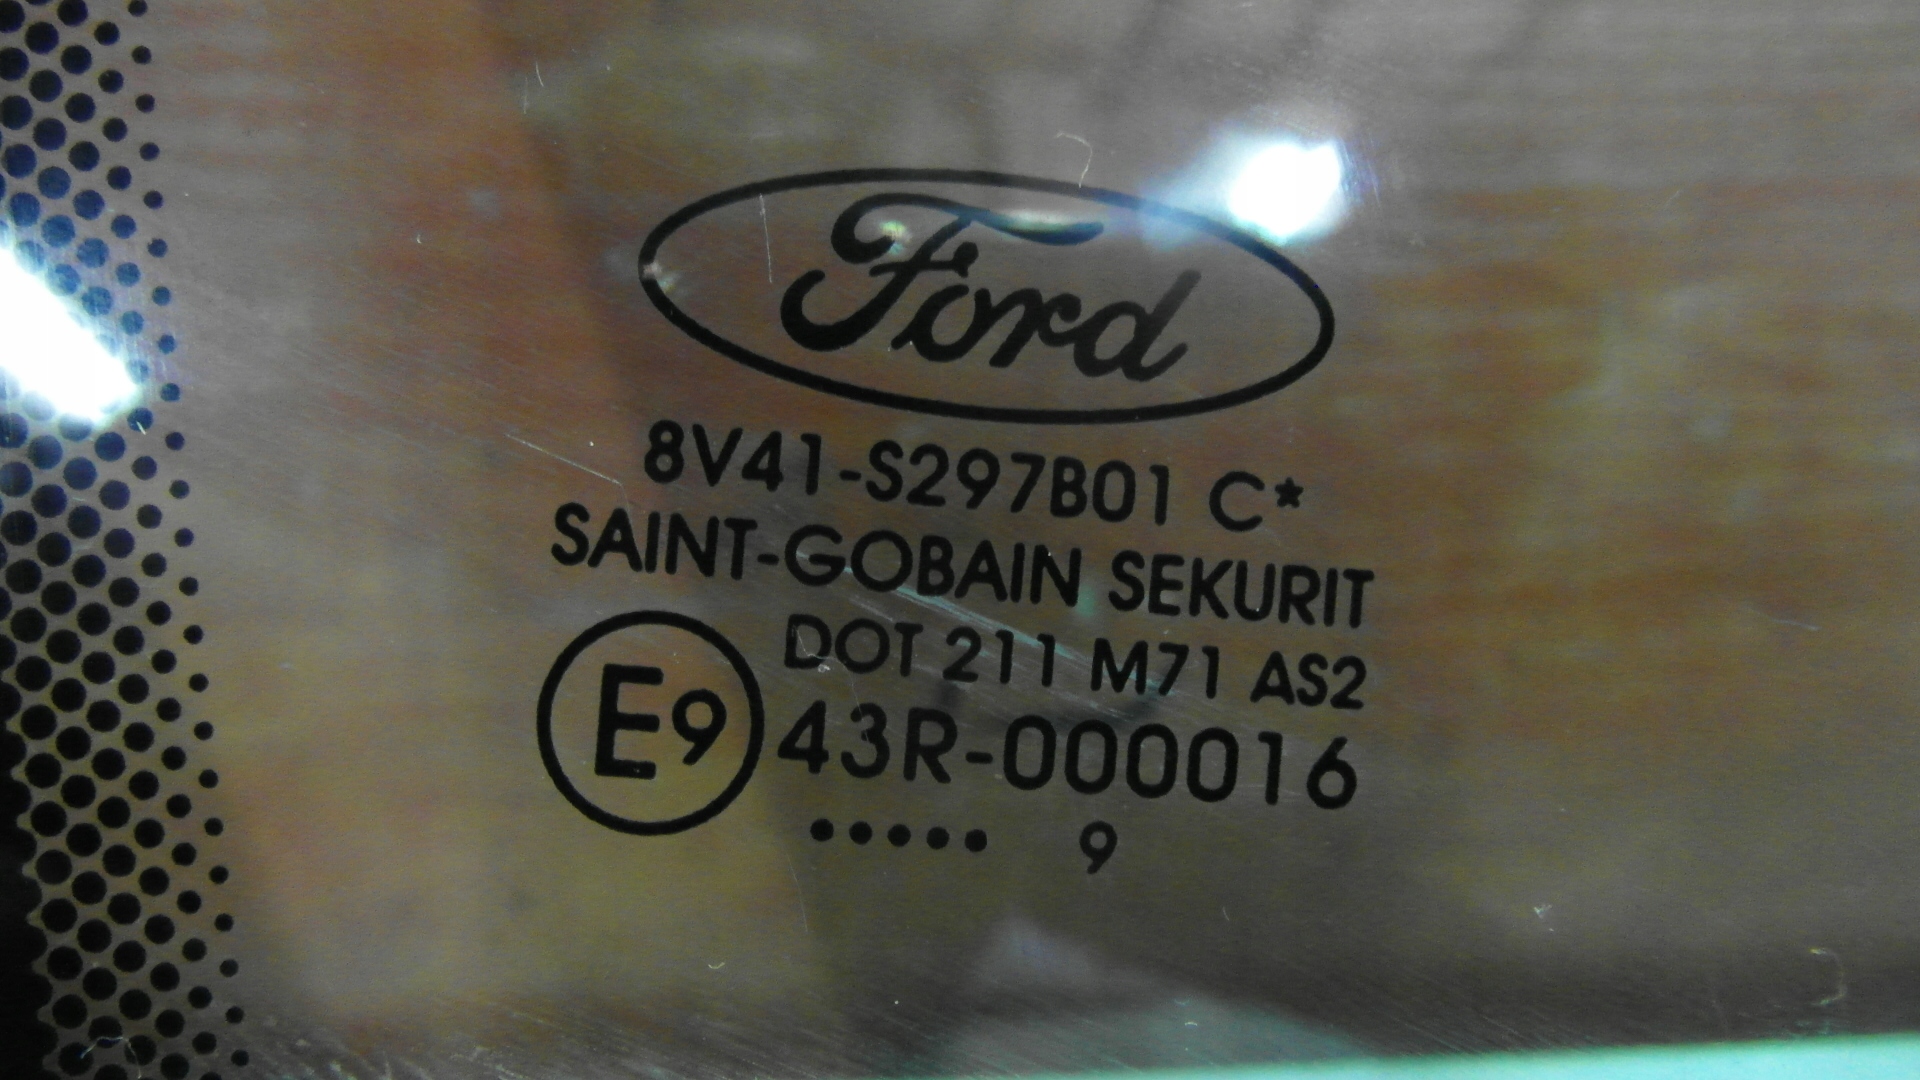 Ford
8V41-S297B01 C*
SAINT-GOBAIN SEKURIT
DOT 211 M71 AS2
E9 43R-000016
••••• 9